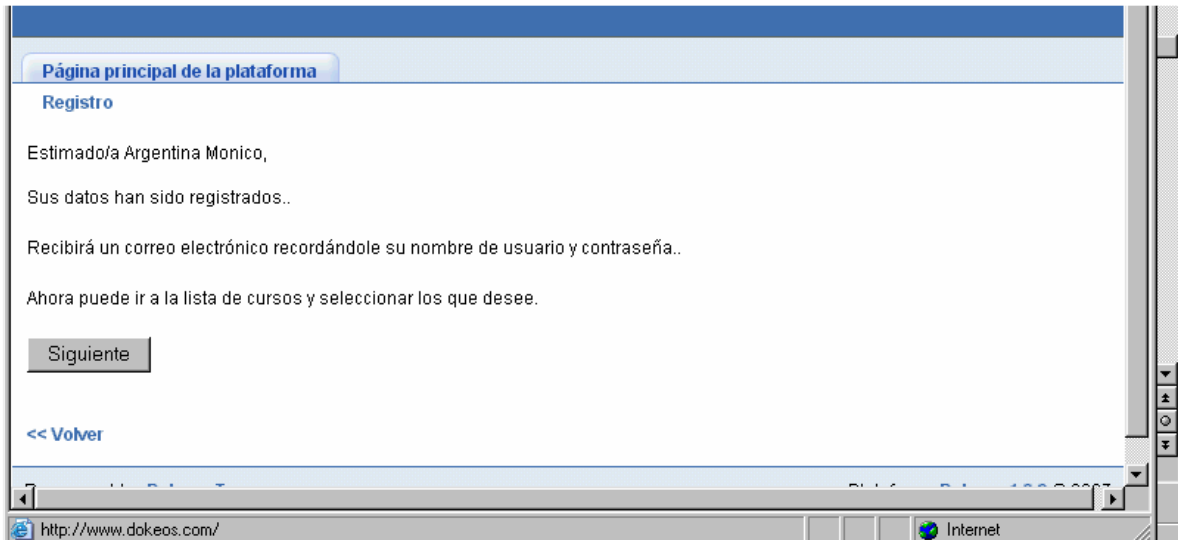 Página principal de la plataforma
Registro
Estimado/a Argentina Monico,
Sus datos han sido registrados..
Recibirá un correo electrónico recordándole su nombre de usuario y contraseña..
Ahora puede ir a la lista de cursos y seleccionar los que desee.
Siguiente
<< Volver
http://www.dokeos.com/ Internet